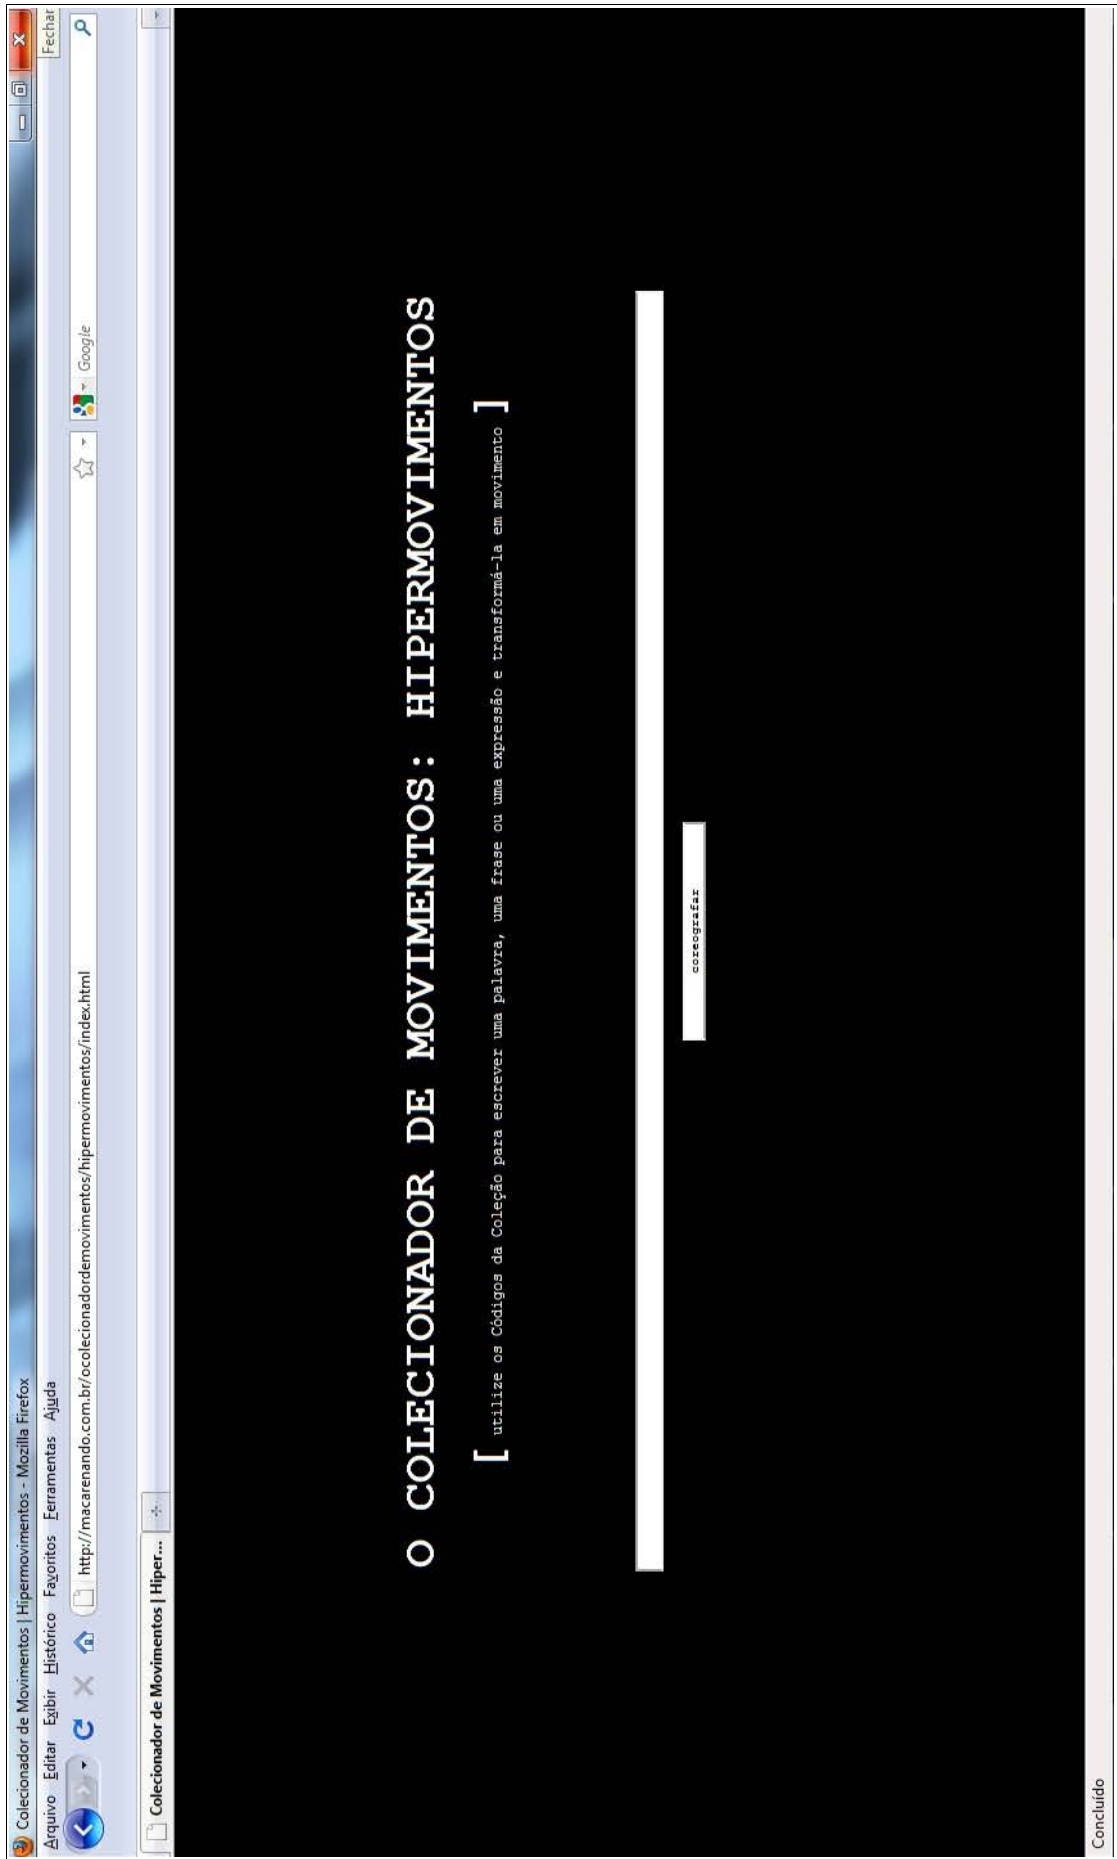 Colecionador de Movimentos | Hipermovimentos - Mozilla Firefox
Fechar
Arquivo Editar Exibir Histórico Favoritos Ferramentas Ajuda
http://macarenando.com.br/ocolecionadordemovimentos/hipermovimentos/index.html
Google
Colecionador de Movimentos | Hiper...
O COLECIONADOR DE MOVIMENTOS: HIPERMOVIMENTOS
[ utilize os Códigos da Coleção para escrever uma palavra, uma frase ou uma expressão e transformá-la em movimento ]
coreografar
Concluído